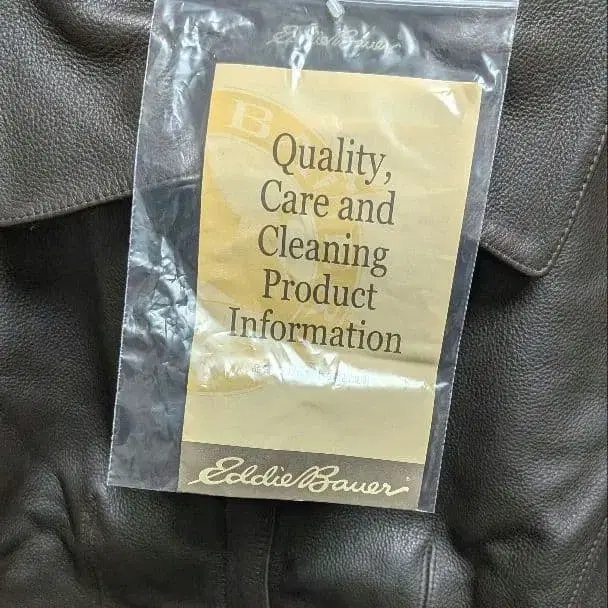 Eddie Bauer
Quality,
Care and
Cleaning
Product
Information
Eddie Bauer